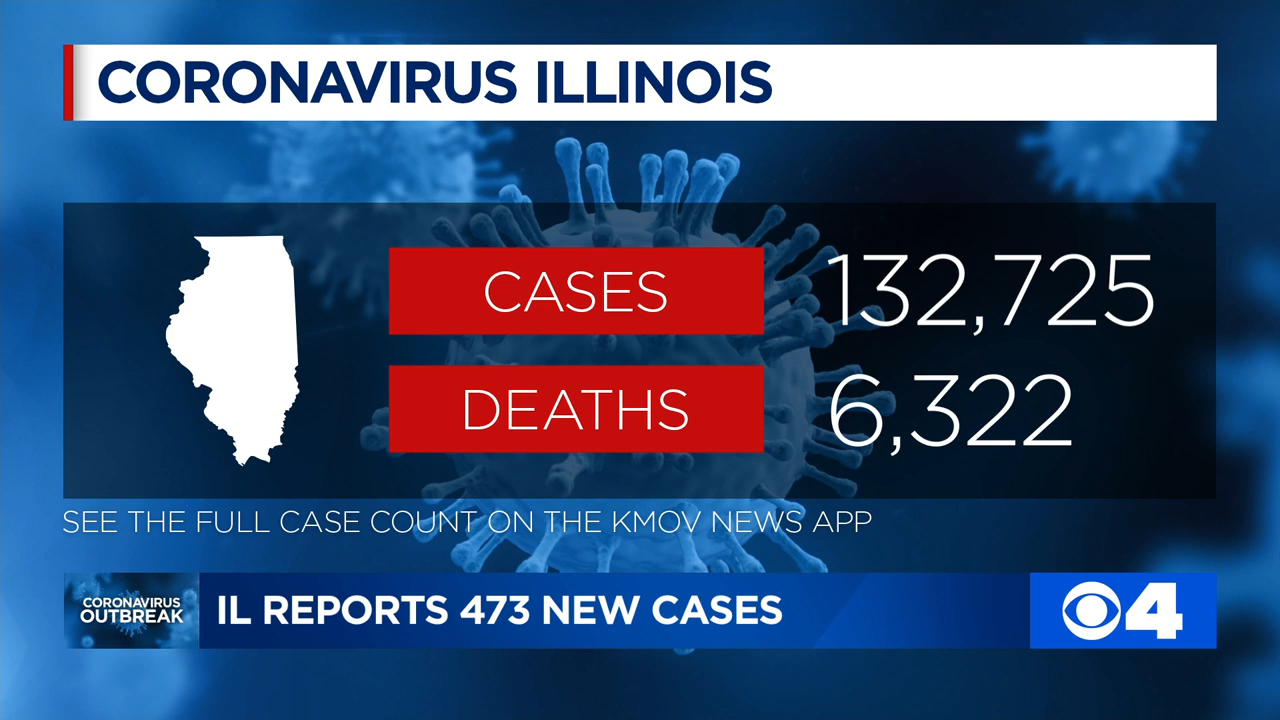 CORONAVIRUS ILLINOIS
CASES 132,725
DEATHS 6,322
SEE THE FULL CASE COUNT ON THE KMOV NEWS APP
CORONAVIRUS
OUTBREAK
IL REPORTS 473 NEW CASES
4